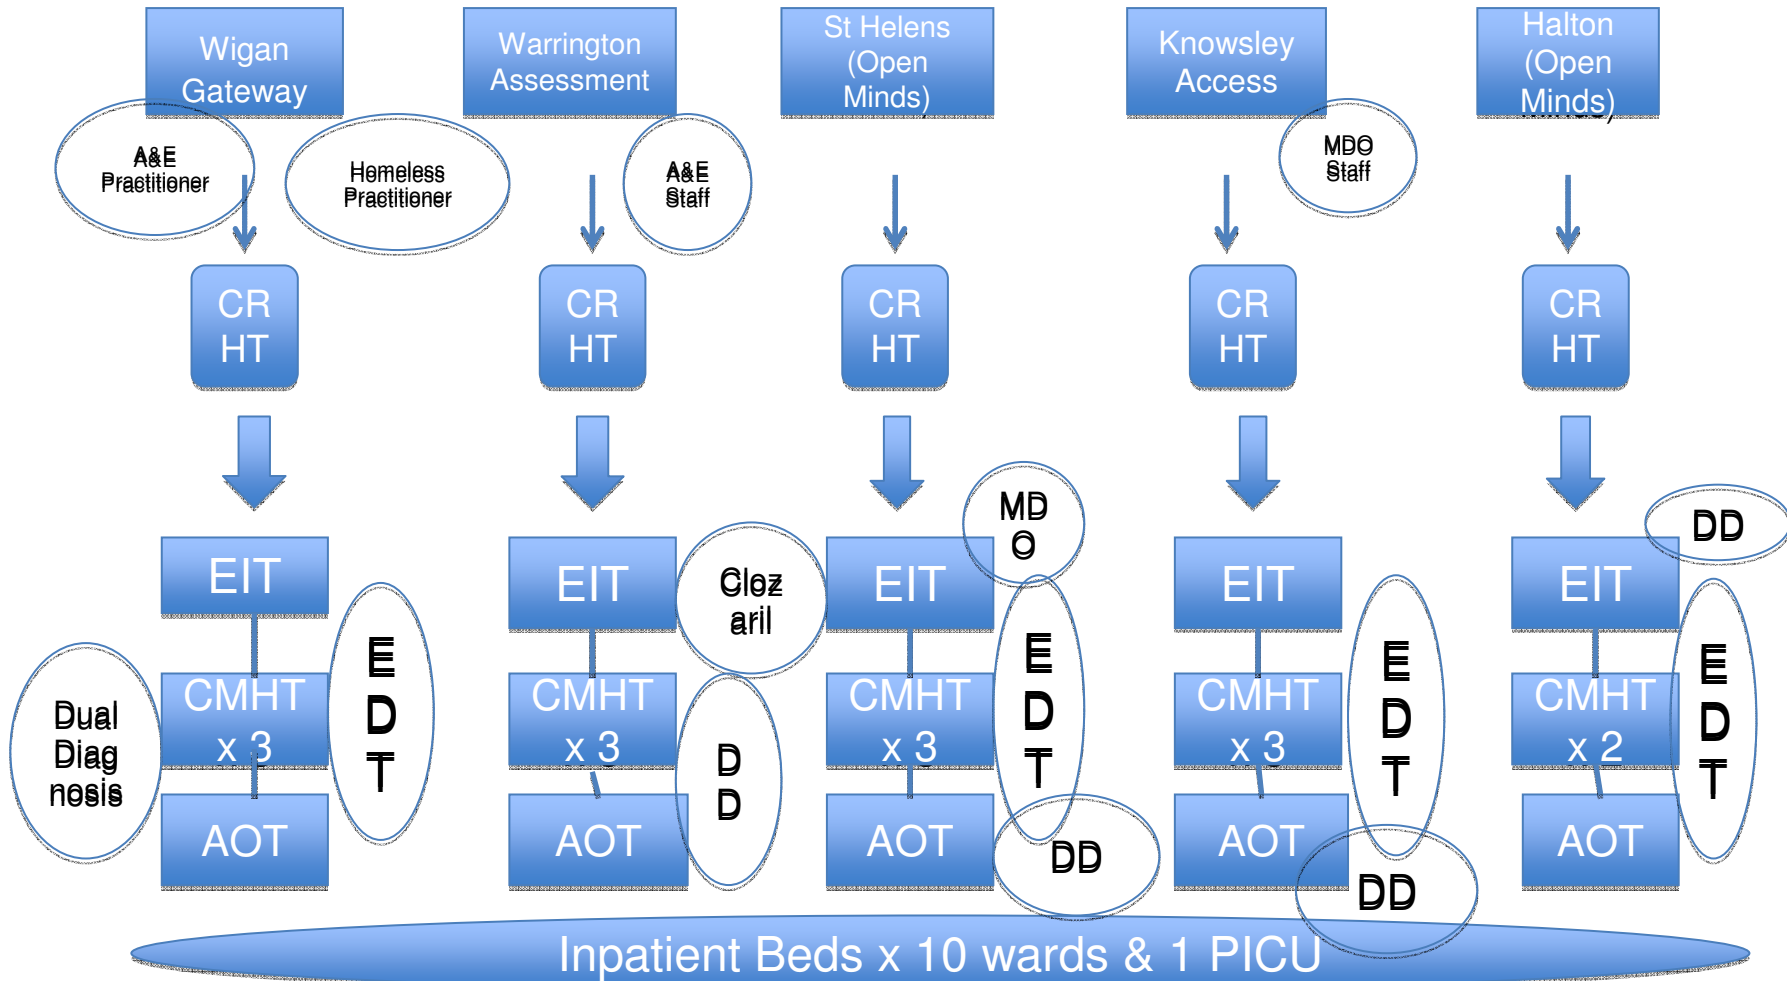 Wigan
Gateway
Warrington
Assessment
St Helens
(Open
Minds)
Knowsley
Access
Halton
(Open
Minds)
A&E
Practitioner
Homeless
Practitioner
A&E
Staff
MDO
Staff
CR
HT
CR
HT
CR
HT
CR
HT
CR
HT
EIT
CMHT
x 3
AOT
Dual
Diag
nosis
E
D
T
EIT
CMHT
x 3
AOT
Cloz
aril
D
D
EIT
CMHT
x 3
AOT
MD
O
E
D
T
DD
EIT
CMHT
x 3
AOT
E
D
T
DD
EIT
CMHT
x 2
AOT
DD
E
D
T
Inpatient Beds x 10 wards & 1 PICU